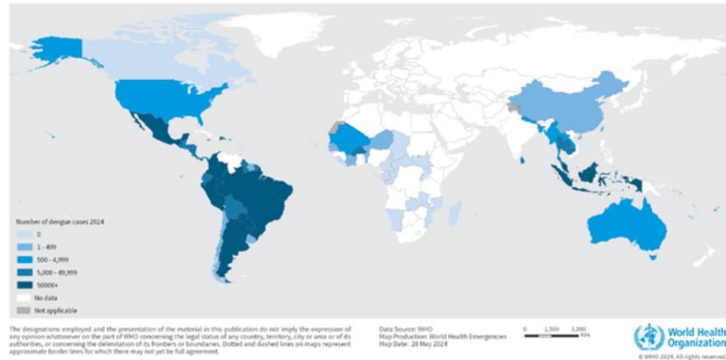 Number of dengue cases 2024
0
1 - 499
500 - 4,999
5,000 - 49,999
50000+
No data
Not applicable
The designations employed and the presentation of the material in this publication do not imply the expression of
any opinion whatsoever on the part of WHO concerning the legal status of any country, territory, city or area or of its
authorities, or concerning the delimitation of its frontiers or boundaries. Dotted and dashed lines on maps represent
approximate border lines for which there may not yet be full agreement.
Data Source: WHO
Map Production: World Health Emergencies
Map Date: 28 May 2024
0
World Health
Organization
© WHO 2024, All rights reserved